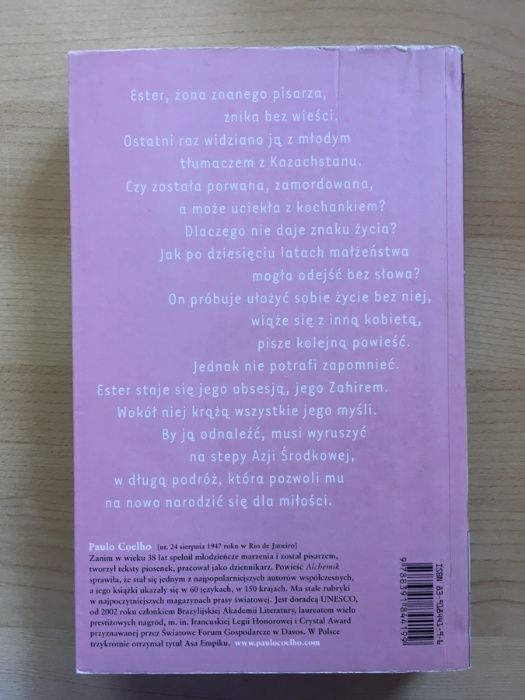 Ester, żona znanego pisarza,
znika bez wieści.
Ostatni raz widziano ją z młodym
tłumaczem z Kazachstanu.
Czy została porwana, zamordowana,
a może uciekła z kochankiem?
Dlaczego nie daje znaku życia?
Jak po dziesięciu latach małżeństwa
mogła odejść bez słowa?
On próbuje ułożyć sobie życie bez niej,
wiąże się z inną kobietą,
pisze kolejną powieść.
Jednak nie potrafi zapomnieć.
Ester staje się jego obsesją, jego Zahirem.
Wokół niej krążą wszystkie jego myśli.
By ją odnaleźć, musi wyruszyć
na stepy Azji Środkowej,
w długą podróż, która pozwoli mu
na nowo narodzić się dla miłości.
Paulo Coelho [ur. 24 sierpnia 1947 roku w Rio de Janeiro]
Zanim w wieku 38 lat spełnił młodzieńcze marzenia i został pisarzem,
tworzył teksty piosenek, pracował jako dziennikarz. Powieść Alchemik
sprawiła, że stał się jednym z najpopularniejszych autorów współczesnych,
a jego książki ukazały się w 60 językach, w 150 krajach. Ma stałe rubryki
w najpoczytniejszych magazynach prasy światowej. Jest doradcą UNESCO,
od 2002 roku członkiem Brazylijskiej Akademii Literatury, laureatem wielu
prestiżowych nagród, m. in. francuskiej Legii Honorowej i Crystal Award
przyznawanej przez Światowe Forum Gospodarcze w Davos. W Polsce
trzykrotnie otrzymał tytuł Asa Empiku. www.paulocoelho.com
ISBN 83-918441-9-6
9788391844199